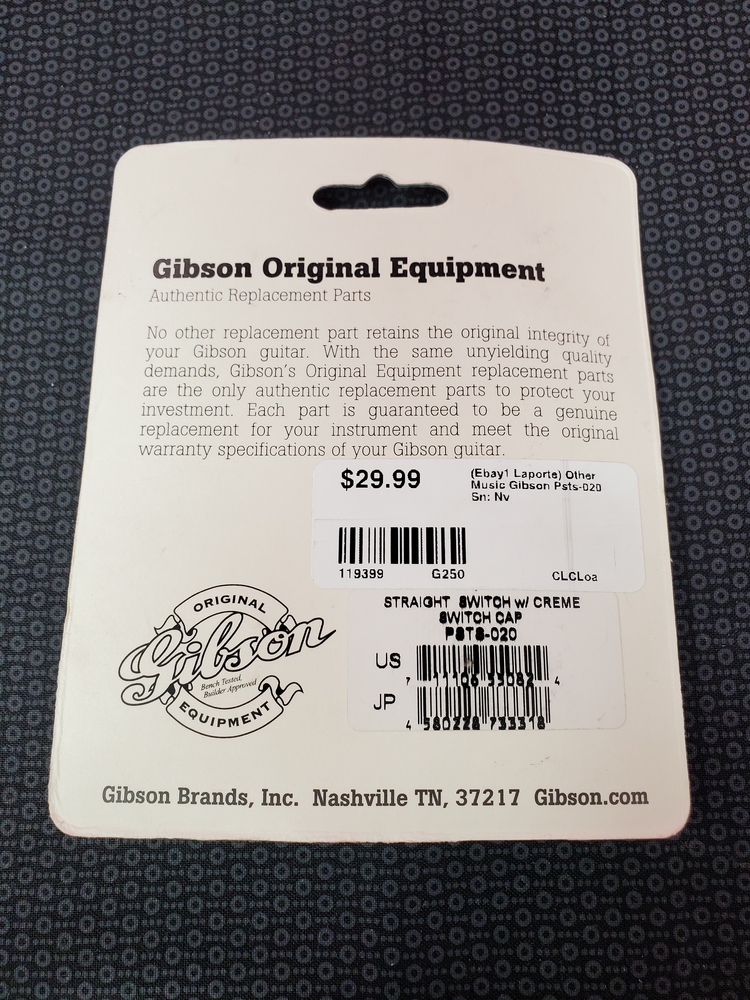 Gibson Original Equipment
Authentic Replacement Parts
No other replacement part retains the original integrity of
your Gibson guitar. With the same unyielding quality
demands, Gibson's Original Equipment replacement parts
are the only authentic replacement parts to protect your
investment. Each part is guaranteed to be a genuine
replacement for your instrument and meet the original
warranty specifications of your Gibson guitar.
$29.99
(Ebay1 Laporte) Other
Music Gibson Psts-020
Sn: Nv
119399 G250 CLCLoa
STRAIGHT SWITCH w/ CREME
SWITCH CAP
PSTS-020
US
7 4
JP
4 580228 733318
ORIGINAL
Gibson
Bench Tested,
Builder Approved
EQUIPMENT
Gibson Brands, Inc. Nashville TN, 37217 Gibson.com